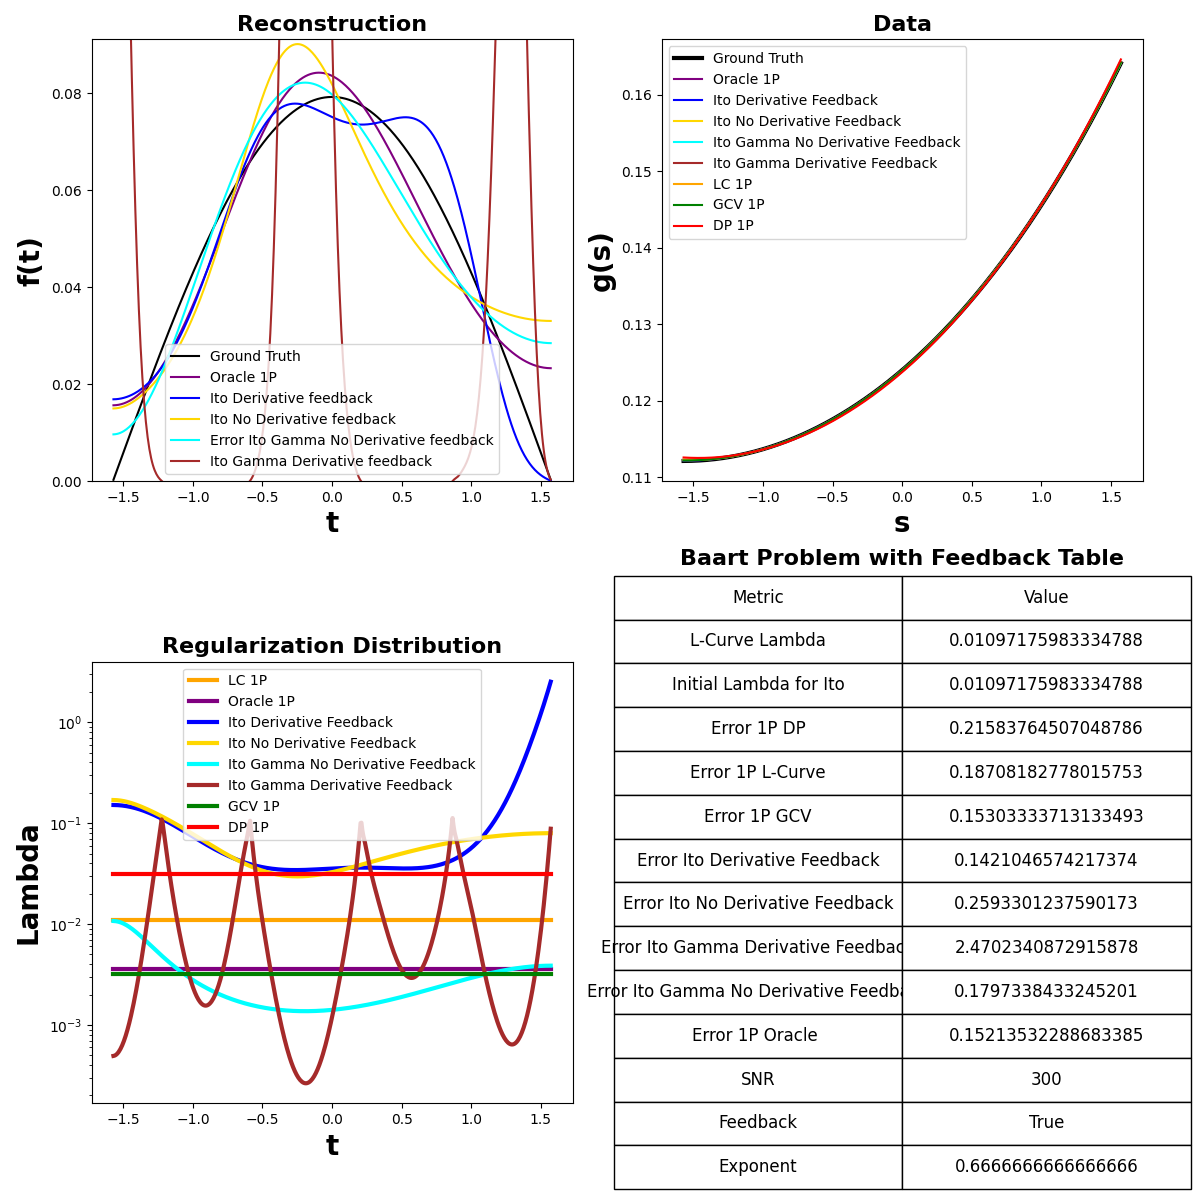 Reconstruction
f(t)
0.08
0.06
0.04
0.02
0.00
Ground Truth
Oracle 1P
Ito Derivative feedback
Ito No Derivative feedback
Error Ito Gamma No Derivative feedback
Ito Gamma Derivative feedback
−1.5 −1.0 −0.5 0.0 0.5 1.0 1.5
t
Data
g(s)
0.16
0.15
0.14
0.13
0.12
0.11
Ground Truth
Oracle 1P
Ito Derivative Feedback
Ito No Derivative Feedback
Ito Gamma No Derivative Feedback
Ito Gamma Derivative Feedback
LC 1P
GCV 1P
DP 1P
−1.5 −1.0 −0.5 0.0 0.5 1.0 1.5
s
Regularization Distribution
Lambda
10⁰
10⁻¹
10⁻²
10⁻³
LC 1P
Oracle 1P
Ito Derivative Feedback
Ito No Derivative Feedback
Ito Gamma No Derivative Feedback
Ito Gamma Derivative Feedback
GCV 1P
DP 1P
−1.5 −1.0 −0.5 0.0 0.5 1.0 1.5
t
Baart Problem with Feedback Table
Metric Value
L-Curve Lambda 0.01097175983334788
Initial Lambda for Ito 0.01097175983334788
Error 1P DP 0.21583764507048786
Error 1P L-Curve 0.18708182778015753
Error 1P GCV 0.15303333713133493
Error Ito Derivative Feedback 0.1421046574217374
Error Ito No Derivative Feedback 0.2593301237590173
Error Ito Gamma Derivative Feedbac 2.4702340872915878
Error Ito Gamma No Derivative Feedba 0.1797338433245201
Error 1P Oracle 0.15213532288683385
SNR 300
Feedback True
Exponent 0.6666666666666666